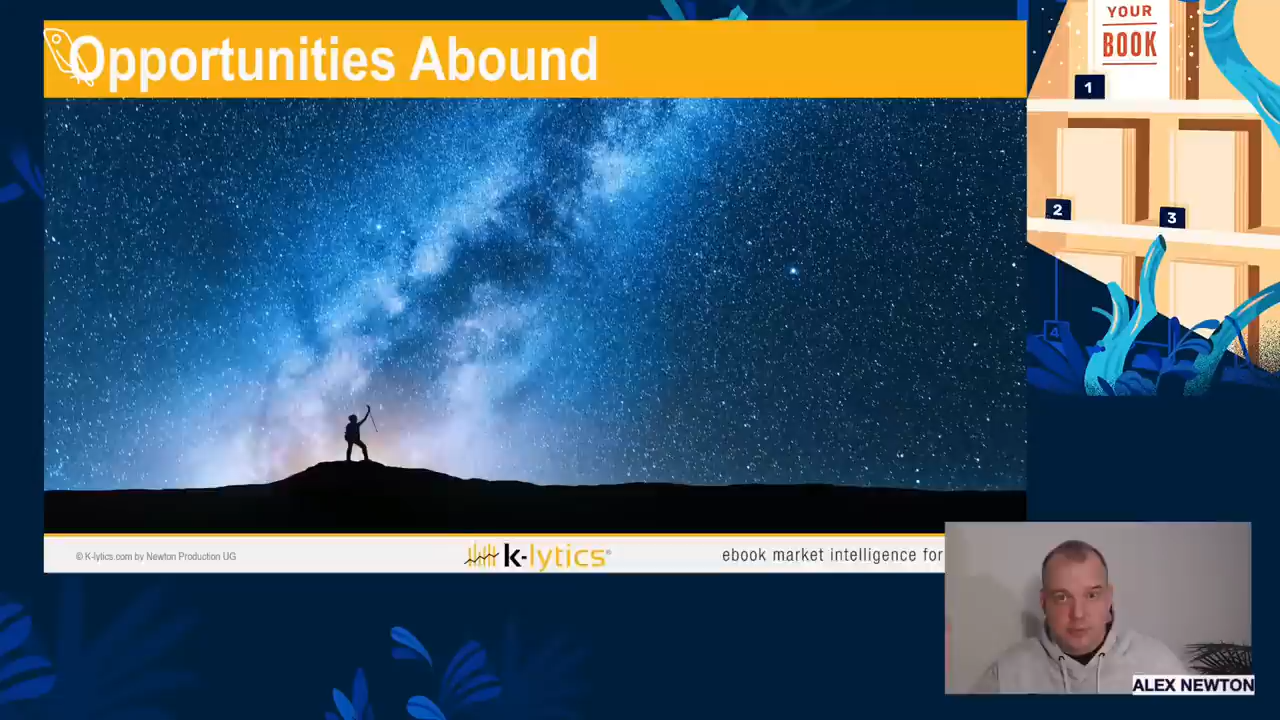 Opportunities Abound
YOUR
BOOK
1
2
3
4
© K-lytics.com by Newton Production UG
k-lytics®
ebook market intelligence for
ALEX NEWTON